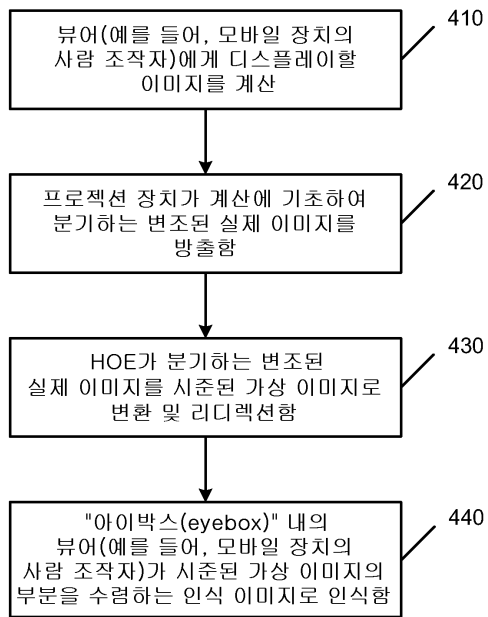 410
뷰어(예를 들어, 모바일 장치의
사람 조작자)에게 디스플레이할
이미지를 계산
420
프로젝션 장치가 계산에 기초하여
분기하는 변조된 실제 이미지를
방출함
430
HOE가 분기하는 변조된
실제 이미지를 시준된 가상 이미지로
변환 및 리디렉션함
440
"아이박스(eyebox)" 내의
뷰어(예를 들어, 모바일 장치의
사람 조작자)가 시준된 가상 이미지의
부분을 수렴하는 인식 이미지로 인식함